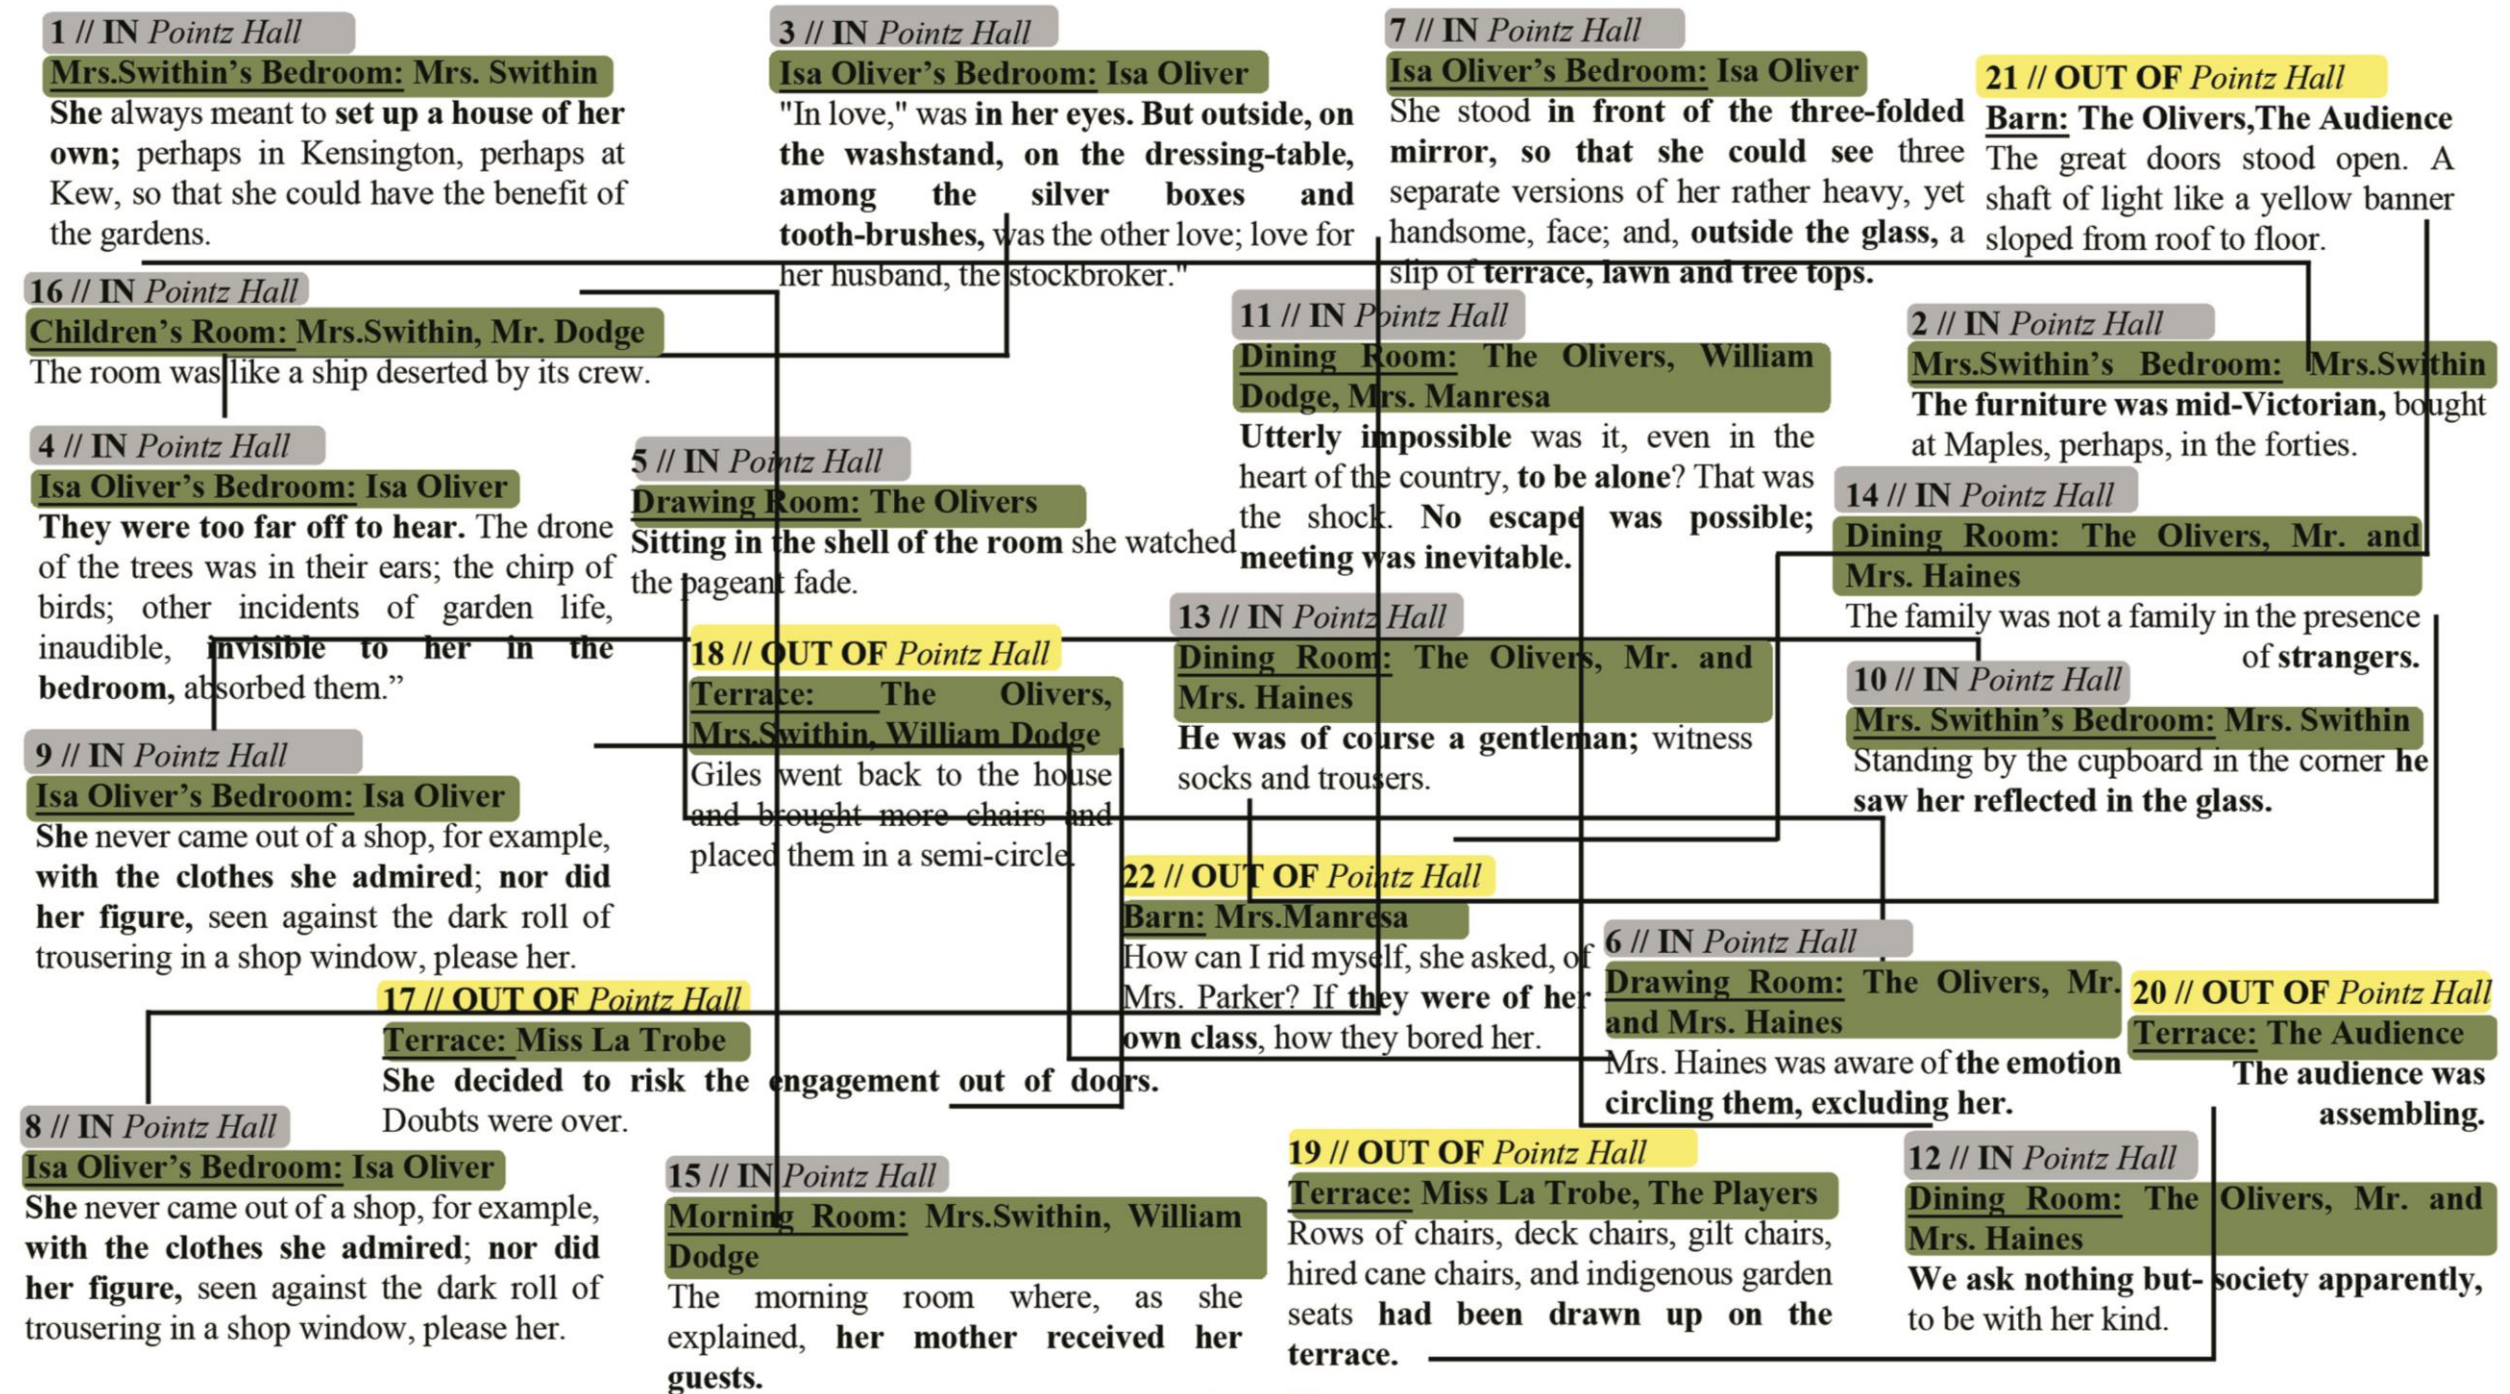 1 // IN Pointz Hall
Mrs.Swithin’s Bedroom: Mrs. Swithin
She always meant to set up a house of her
own; perhaps in Kensington, perhaps at
Kew, so that she could have the benefit of
the gardens.
3 // IN Pointz Hall
Isa Oliver’s Bedroom: Isa Oliver
"In love," was in her eyes. But outside, on
the washstand, on the dressing-table,
among the silver boxes and
tooth-brushes, was the other love; love for
her husband, the stockbroker."
7 // IN Pointz Hall
Isa Oliver’s Bedroom: Isa Oliver
She stood in front of the three-folded
mirror, so that she could see three
separate versions of her rather heavy, yet
handsome, face; and, outside the glass, a
slip of terrace, lawn and tree tops.
21 // OUT OF Pointz Hall
Barn: The Olivers,The Audience
The great doors stood open. A
shaft of light like a yellow banner
sloped from roof to floor.
16 // IN Pointz Hall
Children’s Room: Mrs.Swithin, Mr. Dodge
The room was like a ship deserted by its crew.
11 // IN Pointz Hall
Dining Room: The Olivers, William
Dodge, Mrs. Manresa
Utterly impossible was it, even in the
heart of the country, to be alone? That was
the shock. No escape was possible;
meeting was inevitable.
2 // IN Pointz Hall
Mrs.Swithin’s Bedroom: Mrs.Swithin
The furniture was mid-Victorian, bought
at Maples, perhaps, in the forties.
4 // IN Pointz Hall
Isa Oliver’s Bedroom: Isa Oliver
They were too far off to hear. The drone
of the trees was in their ears; the chirp of
birds; other incidents of garden life,
inaudible, invisible to her in the
bedroom, absorbed them.”
5 // IN Pointz Hall
Drawing Room: The Olivers
Sitting in the shell of the room she watched
the pageant fade.
14 // IN Pointz Hall
Dining Room: The Olivers, Mr. and
Mrs. Haines
The family was not a family in the presence
of strangers.
18 // OUT OF Pointz Hall
Terrace: The Olivers,
Mrs.Swithin, William Dodge
Giles went back to the house
and brought more chairs and
placed them in a semi-circle.
13 // IN Pointz Hall
Dining Room: The Olivers, Mr. and
Mrs. Haines
He was of course a gentleman; witness
socks and trousers.
10 // IN Pointz Hall
Mrs. Swithin’s Bedroom: Mrs. Swithin
Standing by the cupboard in the corner he
saw her reflected in the glass.
9 // IN Pointz Hall
Isa Oliver’s Bedroom: Isa Oliver
She never came out of a shop, for example,
with the clothes she admired; nor did
her figure, seen against the dark roll of
trousering in a shop window, please her.
22 // OUT OF Pointz Hall
Barn: Mrs.Manresa
How can I rid myself, she asked, of
Mrs. Parker? If they were of her
own class, how they bored her.
6 // IN Pointz Hall
Drawing Room: The Olivers, Mr.
and Mrs. Haines
Mrs. Haines was aware of the emotion
circling them, excluding her.
20 // OUT OF Pointz Hall
Terrace: The Audience
The audience was
assembling.
17 // OUT OF Pointz Hall
Terrace: Miss La Trobe
She decided to risk the engagement out of doors.
Doubts were over.
8 // IN Pointz Hall
Isa Oliver’s Bedroom: Isa Oliver
She never came out of a shop, for example,
with the clothes she admired; nor did
her figure, seen against the dark roll of
trousering in a shop window, please her.
15 // IN Pointz Hall
Morning Room: Mrs.Swithin, William
Dodge
The morning room where, as she
explained, her mother received her
guests.
19 // OUT OF Pointz Hall
Terrace: Miss La Trobe, The Players
Rows of chairs, deck chairs, gilt chairs,
hired cane chairs, and indigenous garden
seats had been drawn up on the
terrace.
12 // IN Pointz Hall
Dining Room: The Olivers, Mr. and
Mrs. Haines
We ask nothing but- society apparently,
to be with her kind.